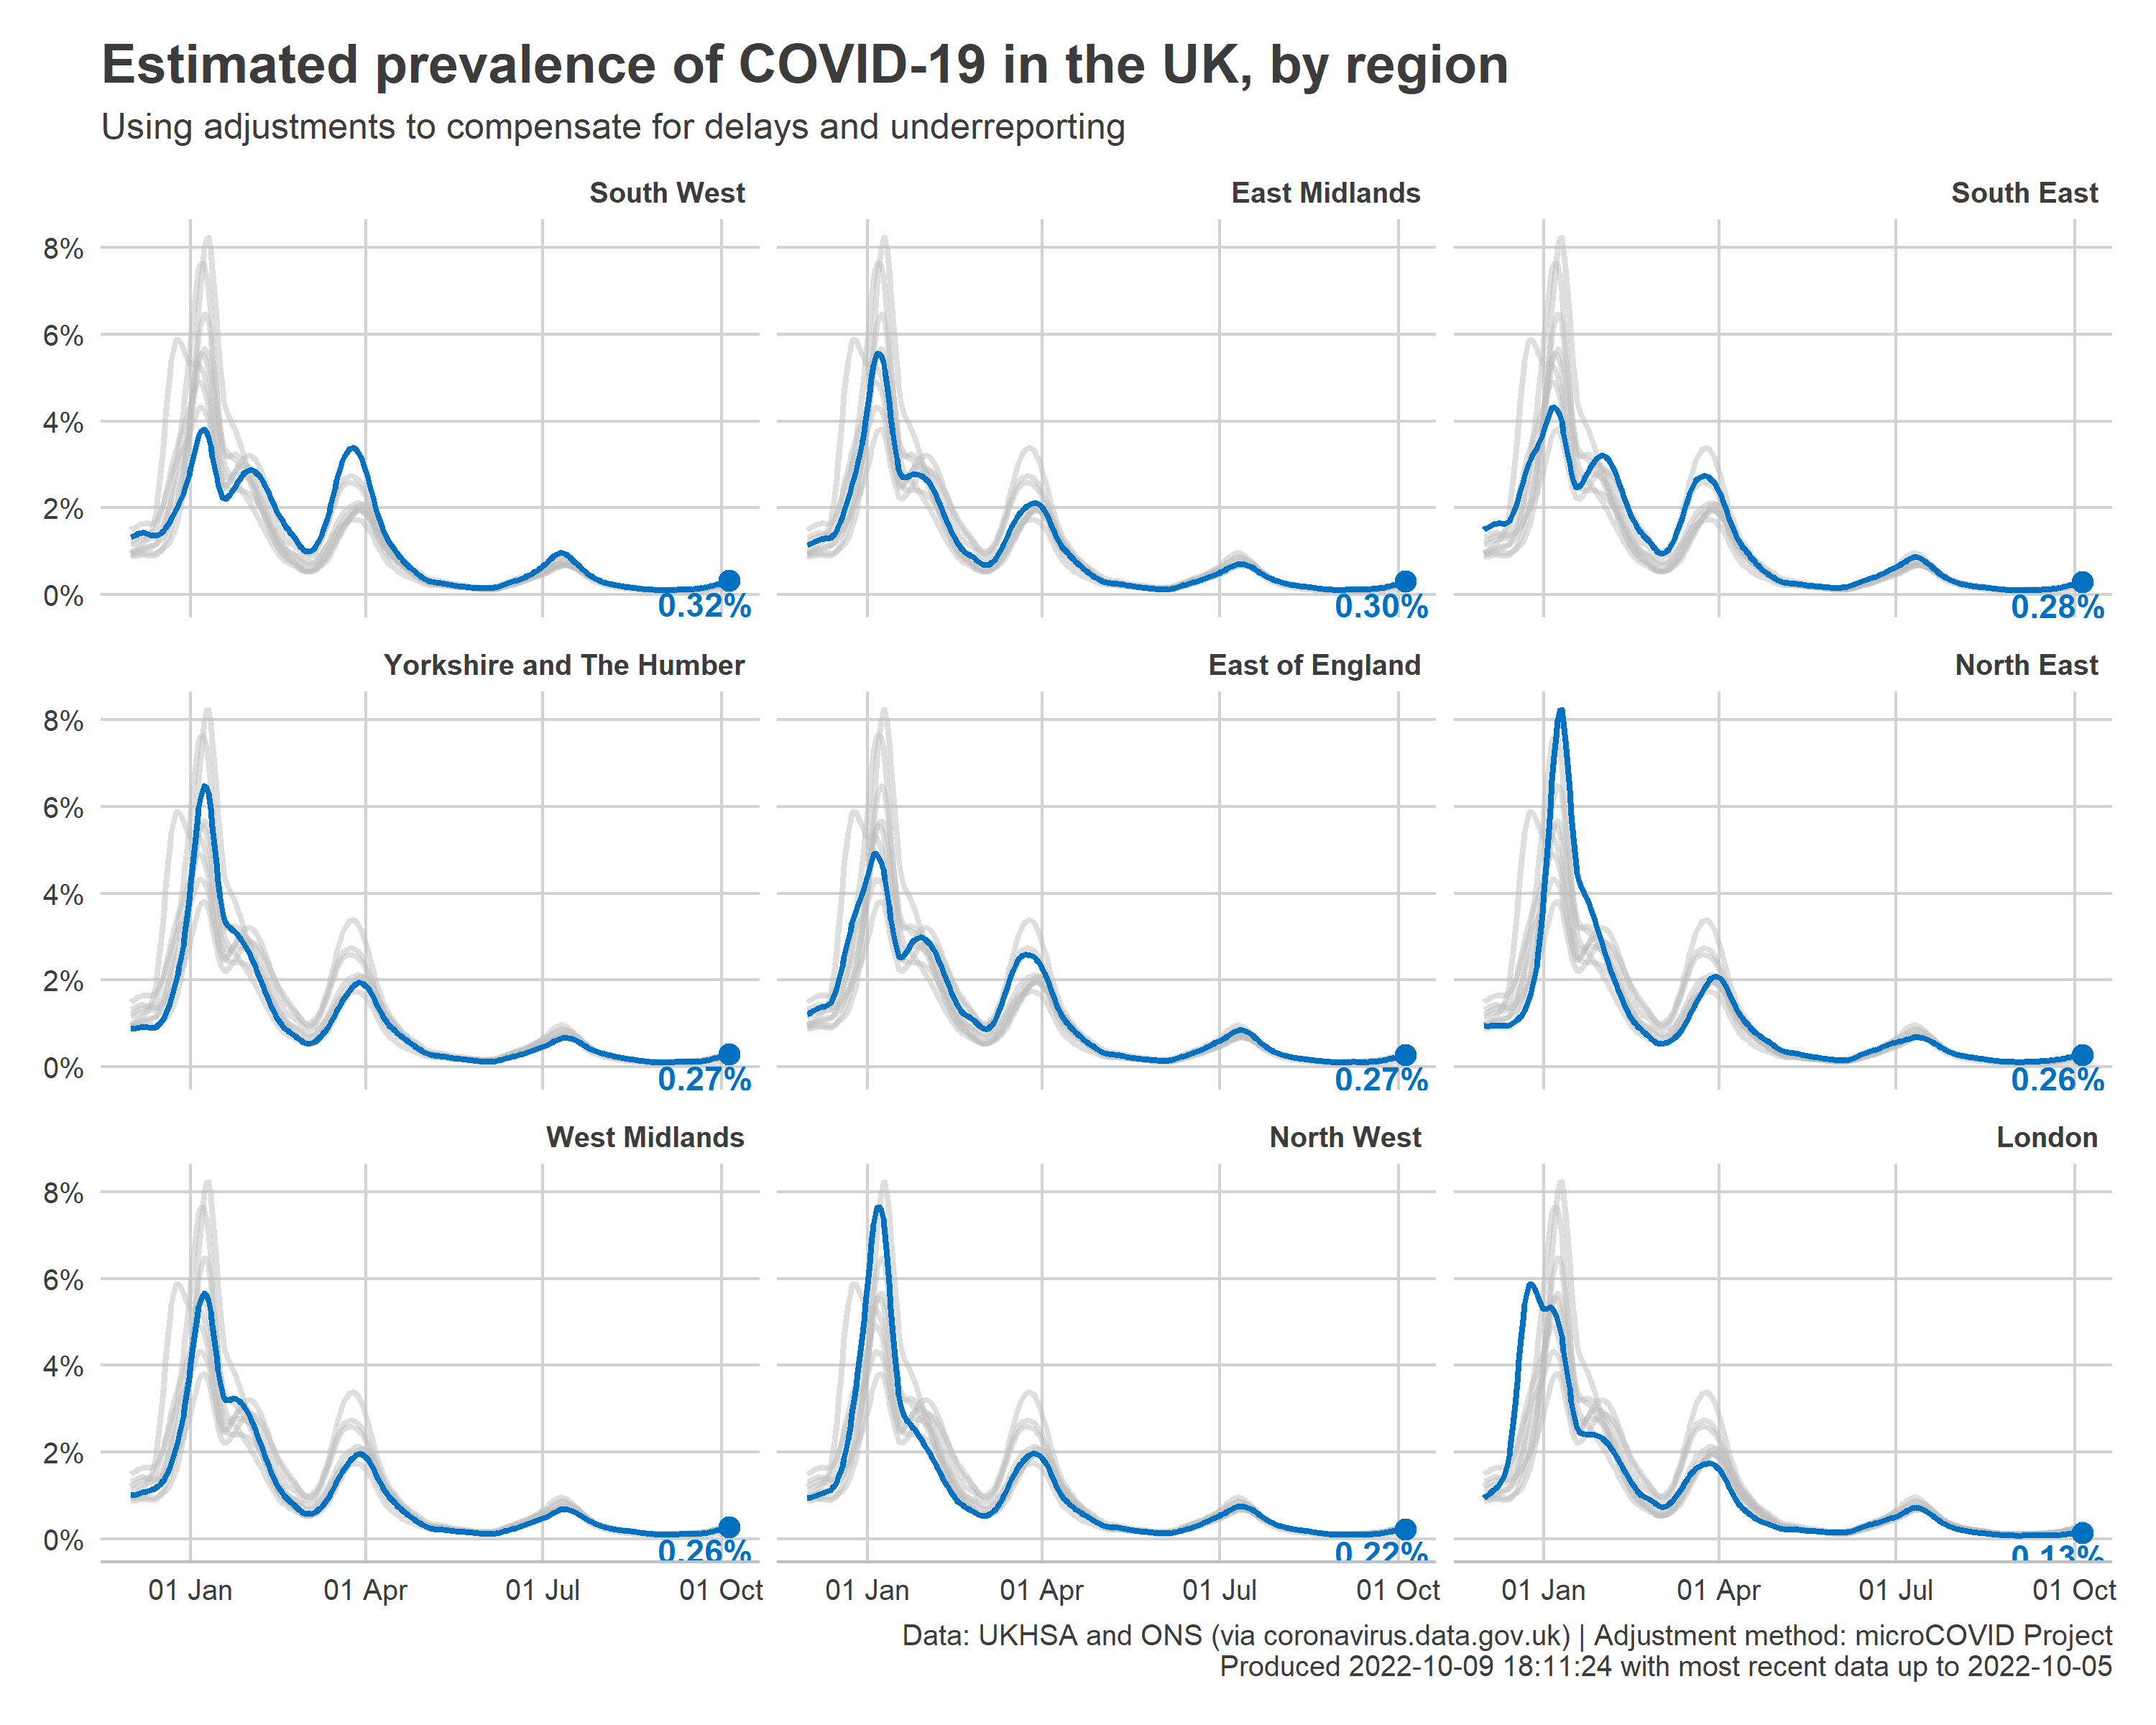 Estimated prevalence of COVID-19 in the UK, by region
Using adjustments to compensate for delays and underreporting
South West
East Midlands
South East
8%
6%
4%
2%
0%
0.32%
0.30%
0.28%
Yorkshire and The Humber
East of England
North East
8%
6%
4%
2%
0%
0.27%
0.27%
0.26%
West Midlands
North West
London
8%
6%
4%
2%
0%
0.26%
0.22%
0.13%
01 Jan 01 Apr 01 Jul 01 Oct
01 Jan 01 Apr 01 Jul 01 Oct
01 Jan 01 Apr 01 Jul 01 Oct
Data: UKHSA and ONS (via coronavirus.data.gov.uk) | Adjustment method: microCOVID Project
Produced 2022-10-09 18:11:24 with most recent data up to 2022-10-05